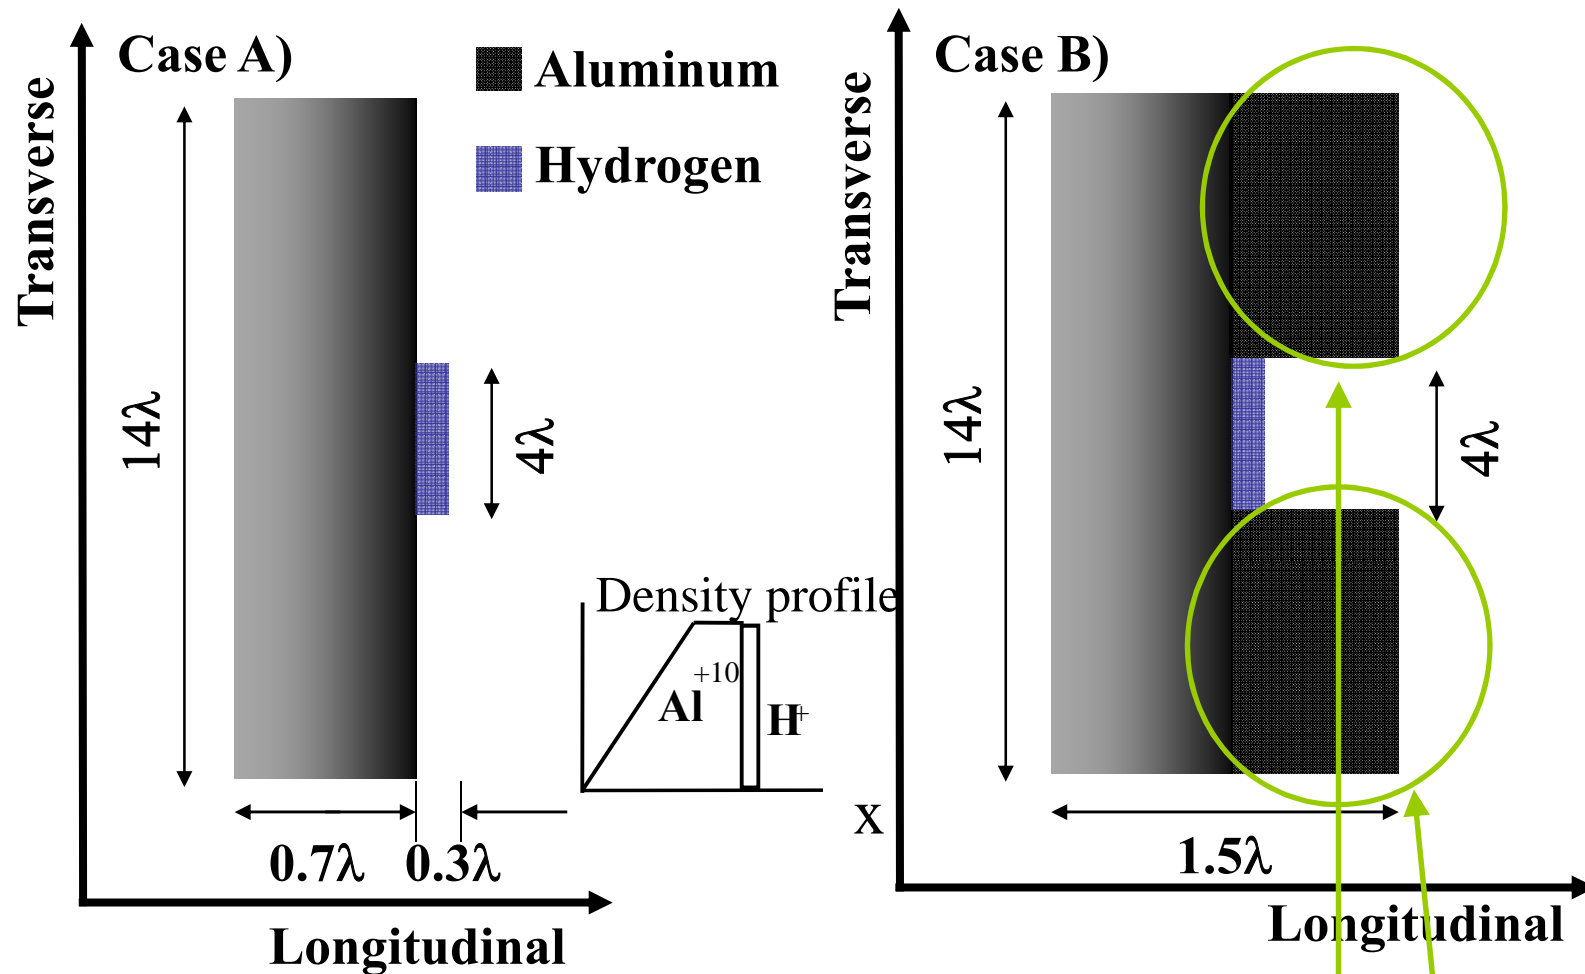 Case A)
Transverse
Aluminum
Hydrogen
14λ
4λ
0.7λ
0.3λ
Longitudinal
Density profile
Al+10
H+
x
Case B)
Transverse
14λ
4λ
1.5λ
Longitudinal